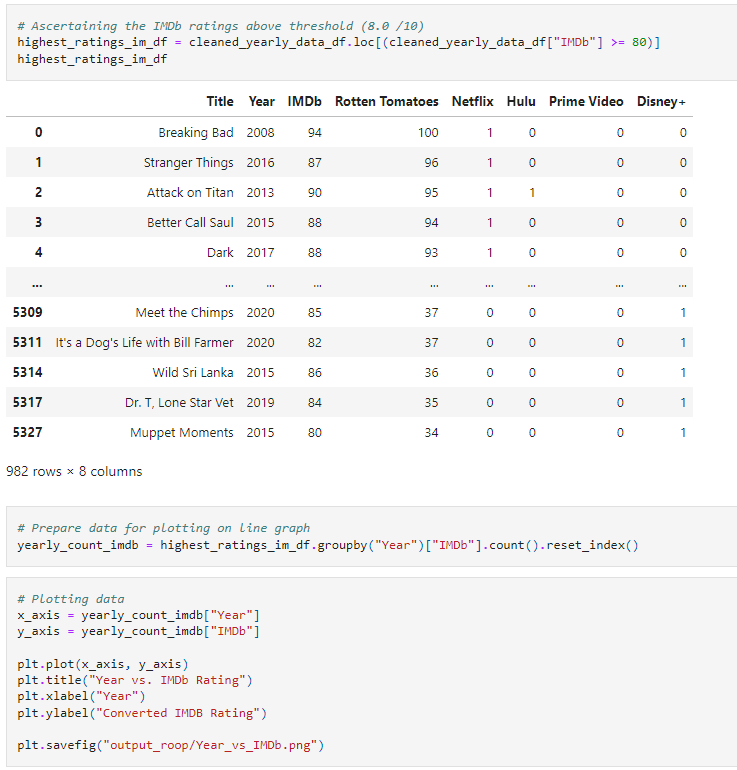 # Ascertaining the IMDb ratings above threshold (8.0 /10)
highest_ratings_im_df = cleaned_yearly_data_df.loc[(cleaned_yearly_data_df["IMDb"] >= 80)]
highest_ratings_im_df
Title Year IMDb Rotten Tomatoes Netflix Hulu Prime Video Disney+
0 Breaking Bad 2008 94 100 1 0 0 0
1 Stranger Things 2016 87 96 1 0 0 0
2 Attack on Titan 2013 90 95 1 1 0 0
3 Better Call Saul 2015 88 94 1 0 0 0
4 Dark 2017 88 93 1 0 0 0
... ... ... ... ... ... ... ... ...
5309 Meet the Chimps 2020 85 37 0 0 0 1
5311 It's a Dog's Life with Bill Farmer 2020 82 37 0 0 0 1
5314 Wild Sri Lanka 2015 86 36 0 0 0 1
5317 Dr. T, Lone Star Vet 2019 84 35 0 0 0 1
5327 Muppet Moments 2015 80 34 0 0 0 1
982 rows × 8 columns
# Prepare data for plotting on line graph
yearly_count_imdb = highest_ratings_im_df.groupby("Year")["IMDb"].count().reset_index()
# Plotting data
x_axis = yearly_count_imdb["Year"]
y_axis = yearly_count_imdb["IMDb"]
plt.plot(x_axis, y_axis)
plt.title("Year vs. IMDb Rating")
plt.xlabel("Year")
plt.ylabel("Converted IMDB Rating")
plt.savefig("output_roop/Year_vs_IMDb.png")